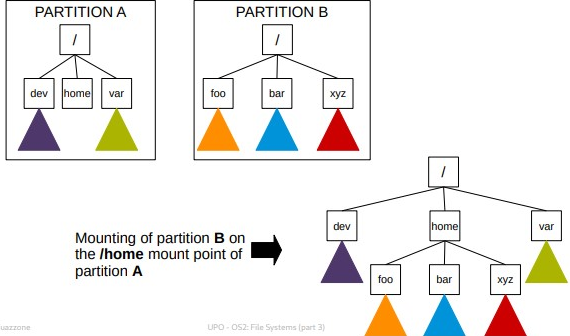 PARTITION A
PARTITION B
/
/
dev
home
var
foo
bar
xyz
/
dev
home
var
Mounting of partition B on
the /home mount point of
partition A
foo
bar
xyz
uazzone
UPO - OS2: File Systems (part 3)